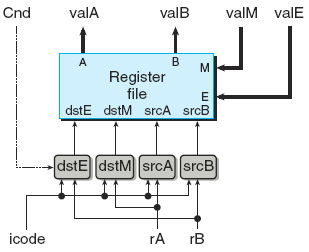 Cnd valA valB valM valE
A B M
Register
file
E
dstE dstM srcA srcB
dstE dstM srcA srcB
icode rA rB